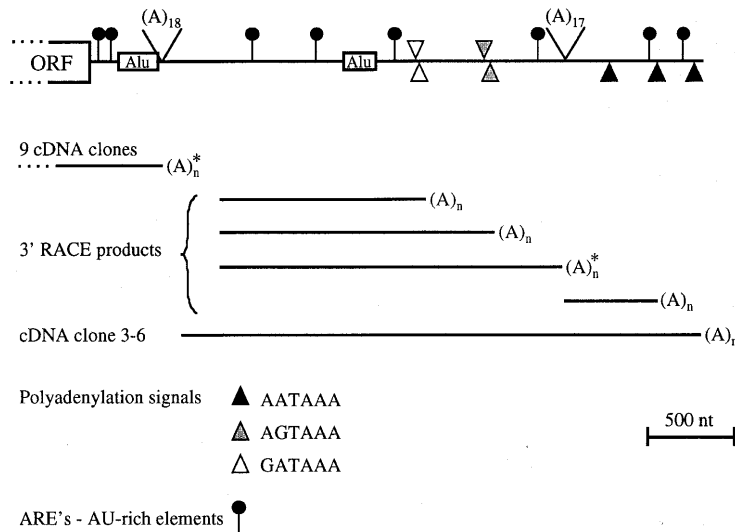 (A)18
(A)17
ORF
Alu
Alu
9 cDNA clones
(A)n*
(A)n
(A)n
3' RACE products
(A)n*
(A)n
cDNA clone 3-6
(A)n
Polyadenylation signals
AATAAA
500 nt
AGTAAA
GATAAA
ARE's - AU-rich elements